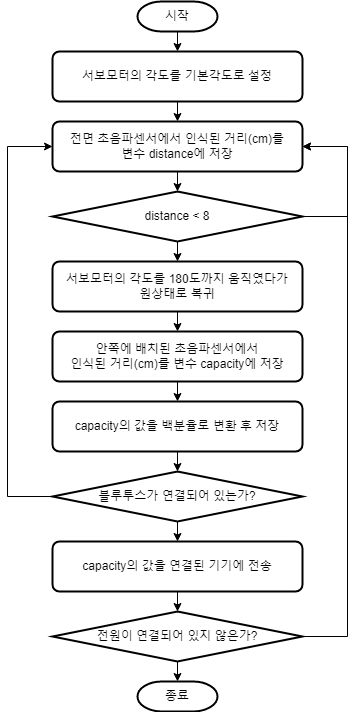 시작
서보모터의 각도를 기본각도로 설정
전면 초음파센서에서 인식된 거리(cm)를
변수 distance에 저장
distance < 8
서보모터의 각도를 180도까지 움직였다가
원상태로 복귀
안쪽에 배치된 초음파센서에서
인식된 거리(cm)를 변수 capacity에 저장
capacity의 값을 백분율로 변환 후 저장
블루투스가 연결되어 있는가?
capacity의 값을 연결된 기기에 전송
전원이 연결되어 있지 않은가?
종료